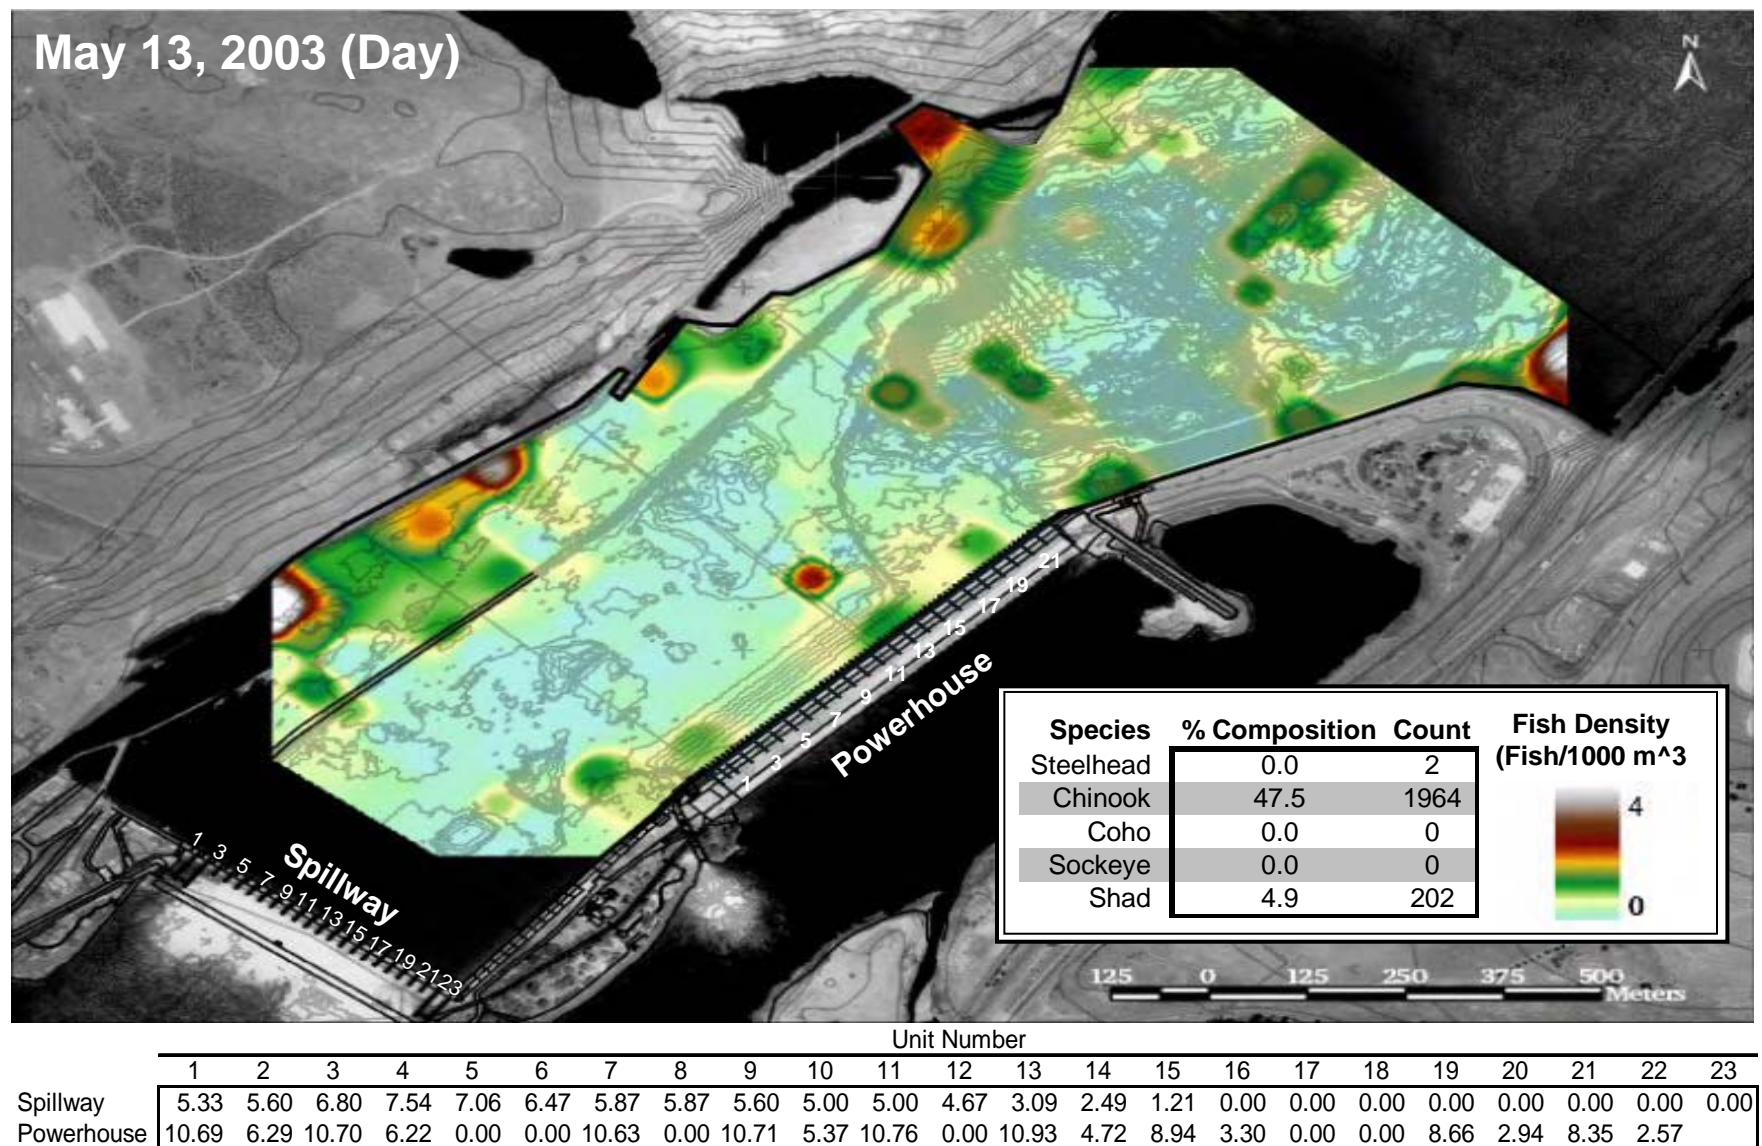 May 13, 2003 (Day)
N
21
19
17
15
13
11
9
7
5
3
1
Powerhouse
Spillway
1 3 5 7 9 11 13 15 17 19 21 23
Species % Composition Count
Steelhead 0.0 2
Chinook 47.5 1964
Coho 0.0 0
Sockeye 0.0 0
Shad 4.9 202
Fish Density
(Fish/1000 m^3
4
0
125 0 125 250 375 500
Meters
Unit Number
1 2 3 4 5 6 7 8 9 10 11 12 13 14 15 16 17 18 19 20 21 22 23
Spillway 5.33 5.60 6.80 7.54 7.06 6.47 5.87 5.87 5.60 5.00 5.00 4.67 3.09 2.49 1.21 0.00 0.00 0.00 0.00 0.00 0.00 0.00 0.00
Powerhouse 10.69 6.29 10.70 6.22 0.00 0.00 10.63 0.00 10.71 5.37 10.76 0.00 10.93 4.72 8.94 3.30 0.00 0.00 8.66 2.94 8.35 2.57